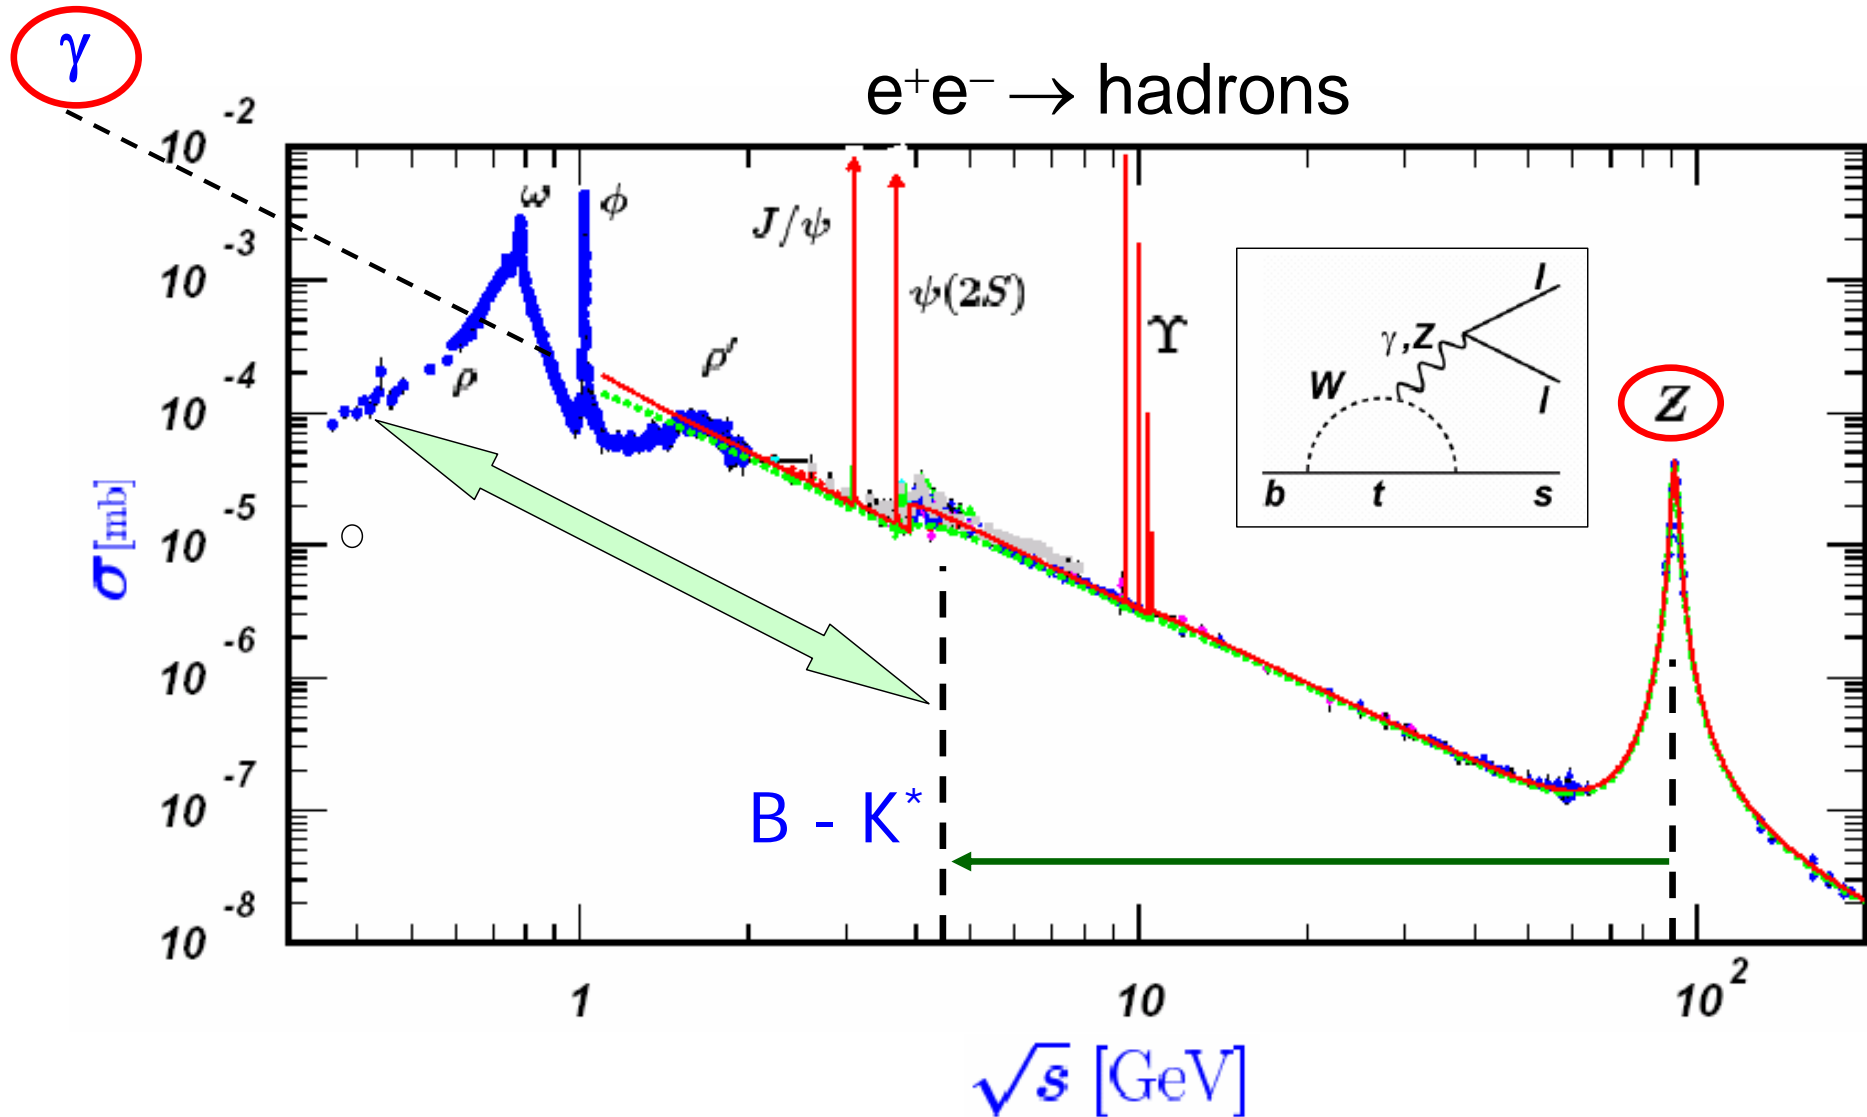 γ
e⁺e⁻ → hadrons
10⁻²
10⁻³
10⁻⁴
10⁻⁵
10⁻⁶
10⁻⁷
10⁻⁸
σ [mb]
ω
ϕ
ρ
ρ′
J/ψ
ψ(2S)
ϒ
Z
γ,Z
l
l
W
b t s
B - K*
1 10 10²
√s [GeV]